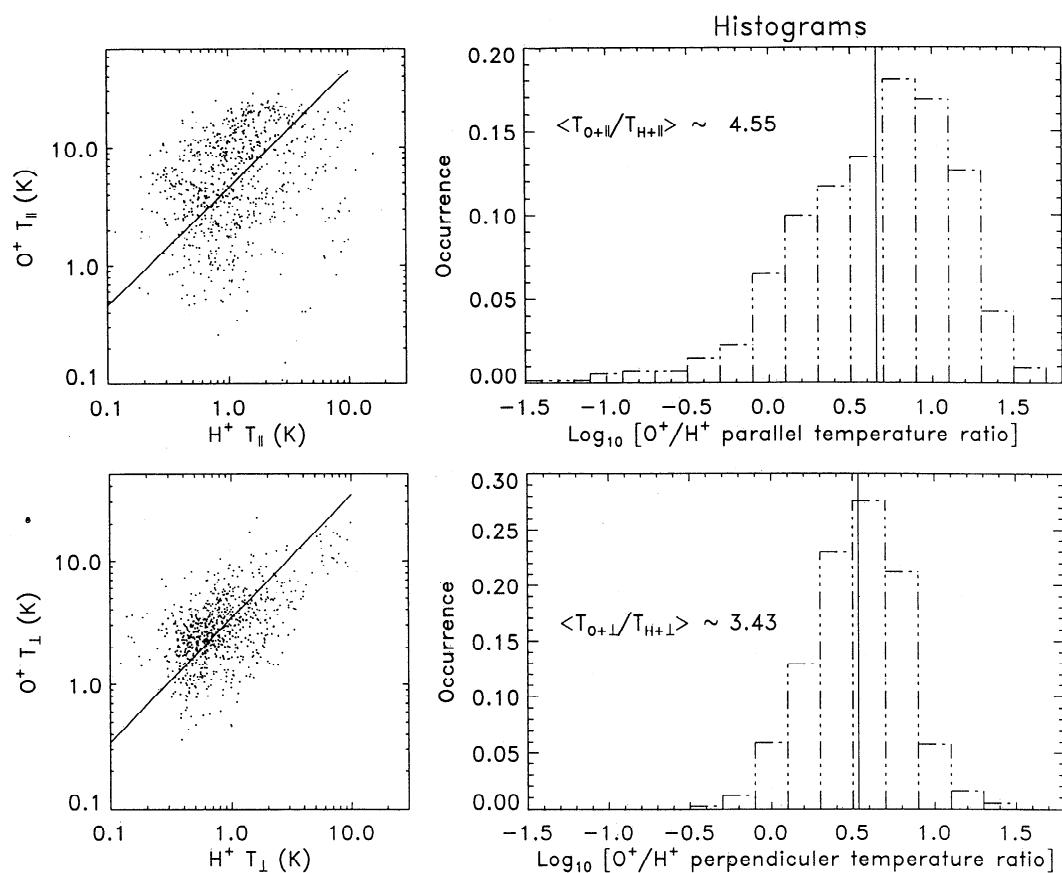 Histograms
10.0
1.0
0.1
O⁺ T∥ (K)
0.1 1.0 10.0
H⁺ T∥ (K)
0.20
0.15
0.10
0.05
0.00
Occurrence
<T_O+∥/T_H+∥> ~ 4.55
−1.5 −1.0 −0.5 0.0 0.5 1.0 1.5
Log₁₀ [O⁺/H⁺ parallel temperature ratio]
10.0
1.0
0.1
O⁺ T⊥ (K)
0.1 1.0 10.0
H⁺ T⊥ (K)
0.30
0.25
0.20
0.15
0.10
0.05
0.00
Occurrence
<T_O+⊥/T_H+⊥> ~ 3.43
−1.5 −1.0 −0.5 0.0 0.5 1.0 1.5
Log₁₀ [O⁺/H⁺ perpendiculer temperature ratio]